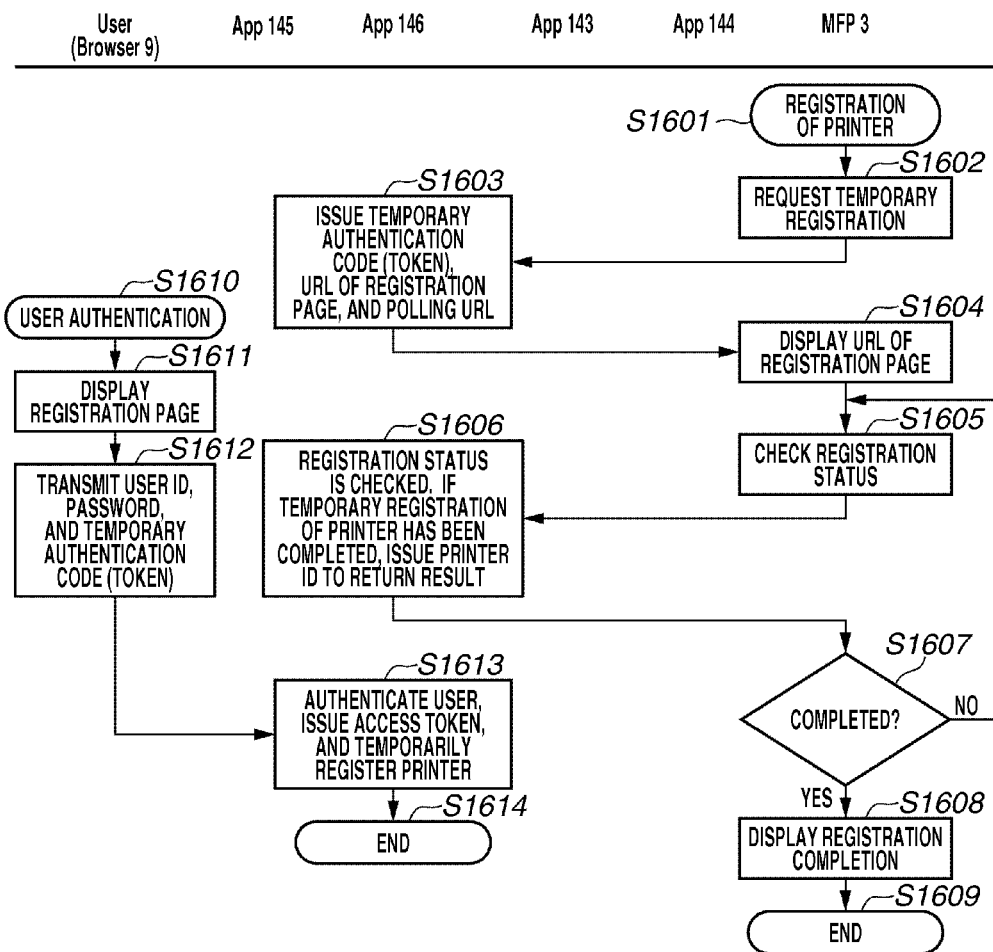 User
(Browser 9)
App 145
App 146
App 143
App 144
MFP 3
S1601
REGISTRATION
OF PRINTER
S1602
REQUEST TEMPORARY
REGISTRATION
S1603
ISSUE TEMPORARY
AUTHENTICATION
CODE (TOKEN),
URL OF REGISTRATION
PAGE, AND POLLING URL
S1610
USER AUTHENTICATION
S1604
DISPLAY URL OF
REGISTRATION PAGE
S1611
DISPLAY
REGISTRATION PAGE
S1605
CHECK REGISTRATION
STATUS
S1606
REGISTRATION STATUS
IS CHECKED. IF
TEMPORARY REGISTRATION
OF PRINTER HAS BEEN
COMPLETED, ISSUE PRINTER
ID TO RETURN RESULT
S1612
TRANSMIT USER ID,
PASSWORD,
AND TEMPORARY
AUTHENTICATION
CODE (TOKEN)
S1607
COMPLETED?
NO
YES
S1613
AUTHENTICATE USER,
ISSUE ACCESS TOKEN,
AND TEMPORARILY
REGISTER PRINTER
S1614
END
S1608
DISPLAY REGISTRATION
COMPLETION
S1609
END